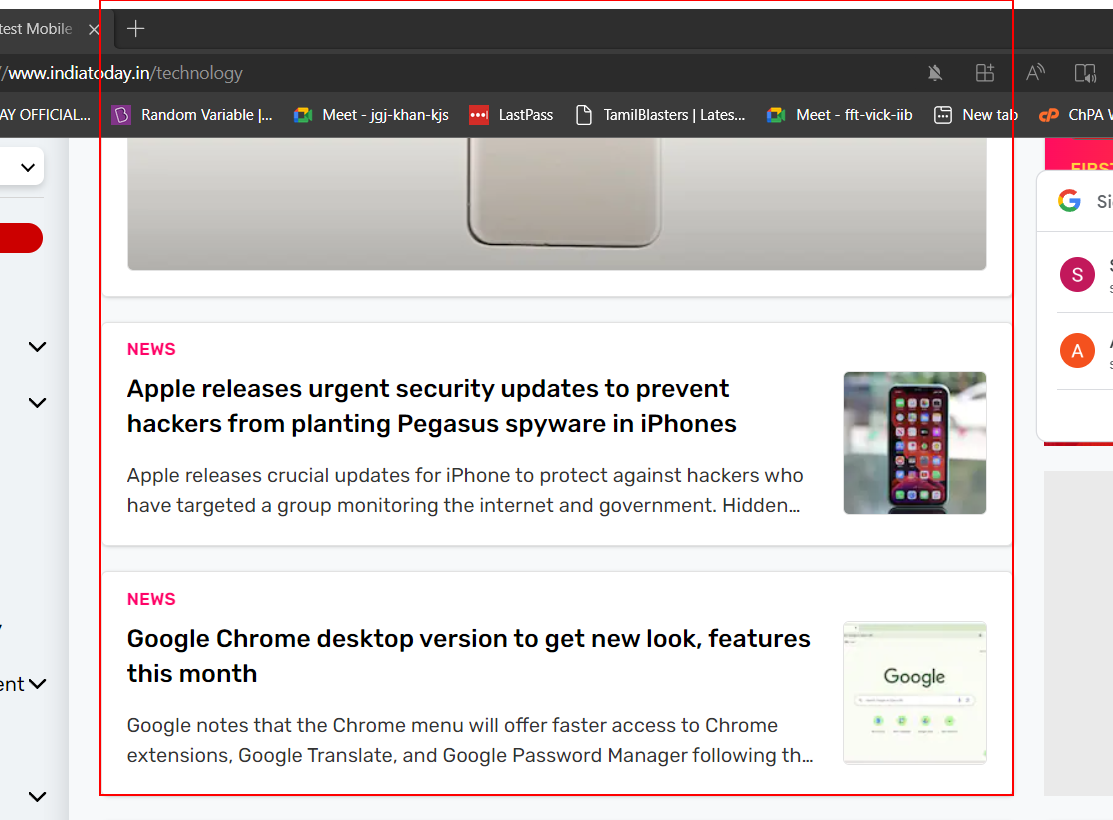 test Mobile
//www.indiatoday.in/technology
AY OFFICIAL...
Random Variable |...
Meet - jgj-khan-kjs
LastPass
TamilBlasters | Lates...
Meet - fft-vick-iib
New tab
ChPA W
FIRST
Si
S
A
NEWS
Apple releases urgent security updates to prevent
hackers from planting Pegasus spyware in iPhones
Apple releases crucial updates for iPhone to protect against hackers who
have targeted a group monitoring the internet and government. Hidden...
NEWS
Google Chrome desktop version to get new look, features
this month
Google notes that the Chrome menu will offer faster access to Chrome
extensions, Google Translate, and Google Password Manager following th...
Google
ent